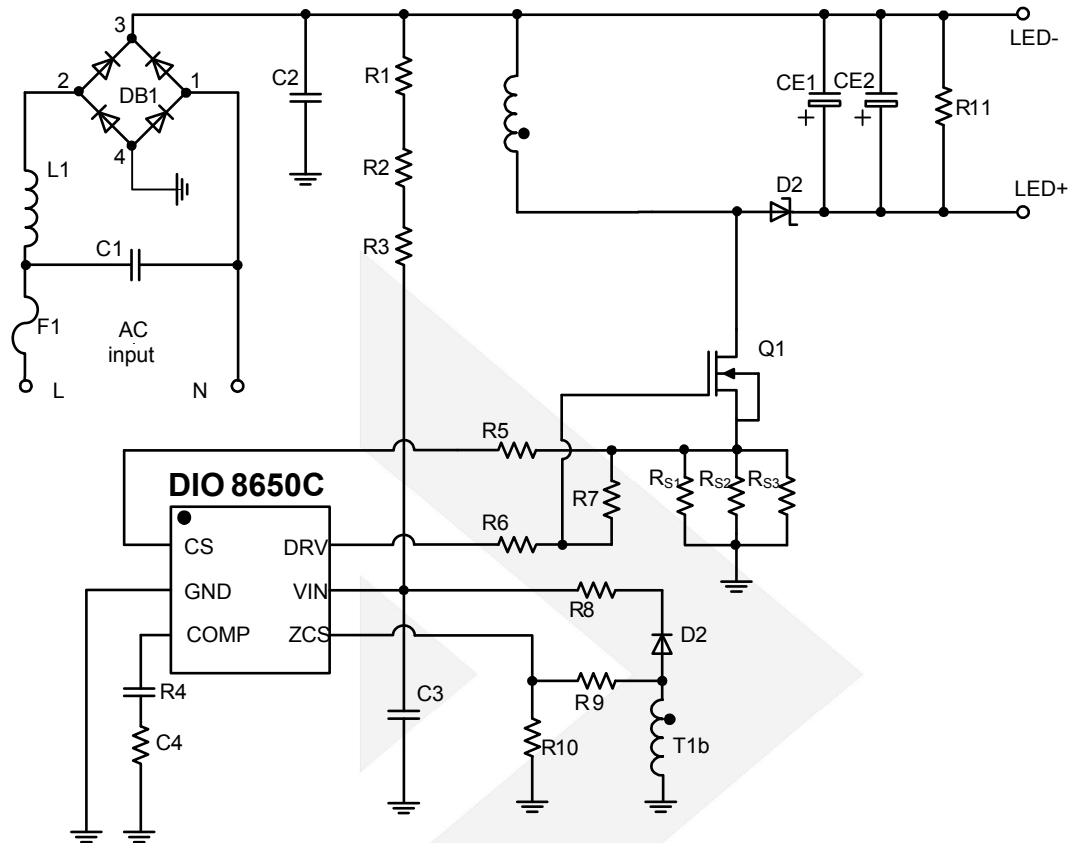 3
LED-
R1
C2
2
DB1
1
CE1
CE2
+
+
R11
4
L1
R2
D2
LED+
C1
R3
F1
AC
input
L
N
Q1
R5
DIO 8650C
R7
RS1
RS2
RS3
R6
CS
DRV
GND
VIN
R8
COMP
ZCS
D2
R4
C3
R9
C4
R10
T1b